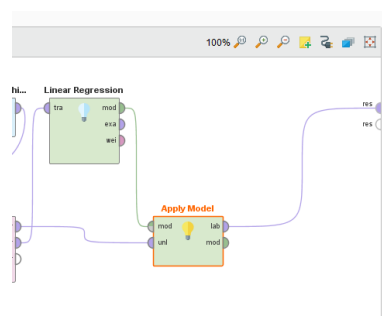 100%
hi...
Linear Regression
tra
mod
exa
wei
res
res
Apply Model
mod
lab
unl
mod